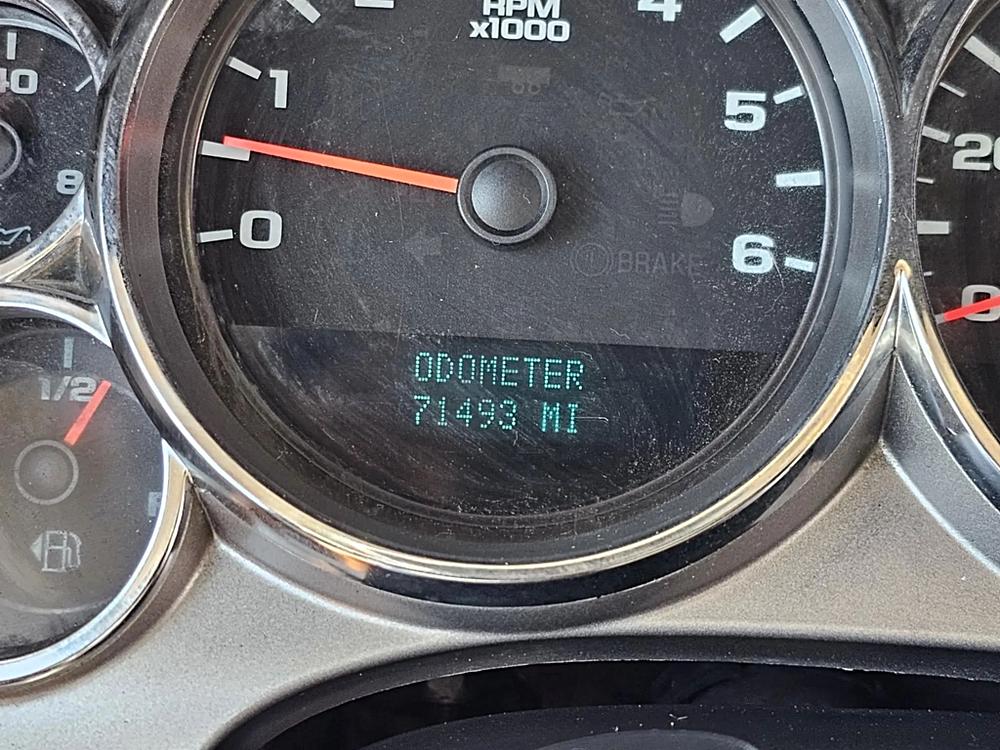 RPM
x1000
4
40
1
5
20
8
0
BRAKE
6
0
ODOMETER
1/2
71493 MI